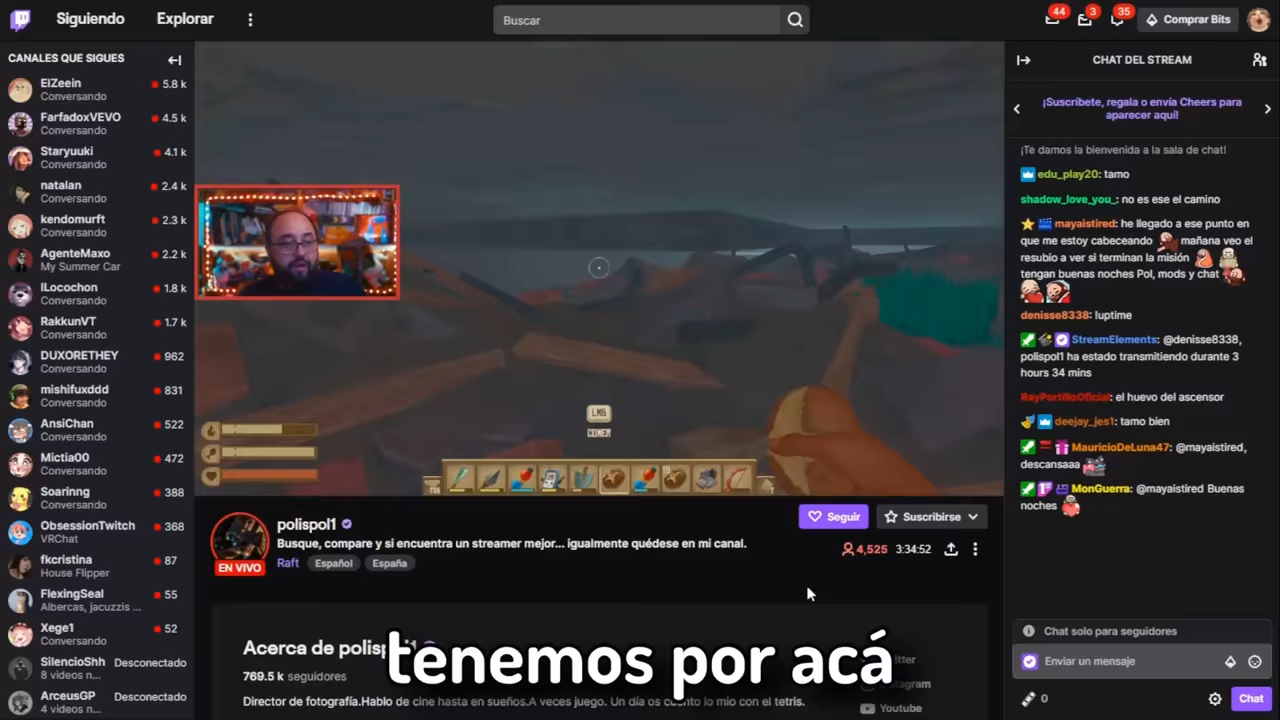 Siguiendo
Explorar
Buscar
44
3
35
Comprar Bits
CANALES QUE SIGUES
ElZeein
5.8 k
Conversando
FarfadoxVEVO
4.5 k
Conversando
Staryuuki
4.1 k
Conversando
natalan
2.4 k
Conversando
kendomurft
2.3 k
Conversando
AgenteMaxo
2.2 k
My Summer Car
ILocochon
1.8 k
Conversando
RakkunVT
1.7 k
Conversando
DUXORETHEY
962
Conversando
mishifuxddd
831
Conversando
AnsiChan
522
Conversando
Mictia00
472
Conversando
Soarinng
388
Conversando
ObsessionTwitch
368
VRChat
fkcristina
87
House Flipper
FlexingSeal
55
Albercas, jacuzzis ...
Xege1
52
Conversando
SilencioShh
Desconectado
8 videos n...
ArceusGP
Desconectado
4 videos n...
LMB
COMER
polispol1
Busque, compare y si encuentra un streamer mejor... igualmente quédese en mi canal.
Raft Español España
EN VIVO
Seguir
Suscribirse
4,525
3:34:52
Acerca de polispol
769.5 k seguidores
Director de fotografía.Hablo de cine hasta en sueños.A veces juego. Un día os cuento lo mio con el tetris.
Youtube
tenemos por acá
CHAT DEL STREAM
¡Suscríbete, regala o envía Cheers para
aparecer aquí!
¡Te damos la bienvenida a la sala de chat!
edu_play20: tamo
shadow_love_you_: no es ese el camino
mayaistired: he llegado a ese punto en
que me estoy cabeceando mañana veo el
resubio a ver si terminan la misión
tengan buenas noches Pol, mods y chat
denisse8338: !uptime
StreamElements: @denisse8338,
polispol1 ha estado transmitiendo durante 3
hours 34 mins
RayPortilloOficial: el huevo del ascensor
deejay_jes1: tamo bien
MauricioDeLuna47: @mayaistired,
descansaaa
MonGuerra: @mayaistired Buenas
noches
Chat solo para seguidores
Enviar un mensaje
0
Chat